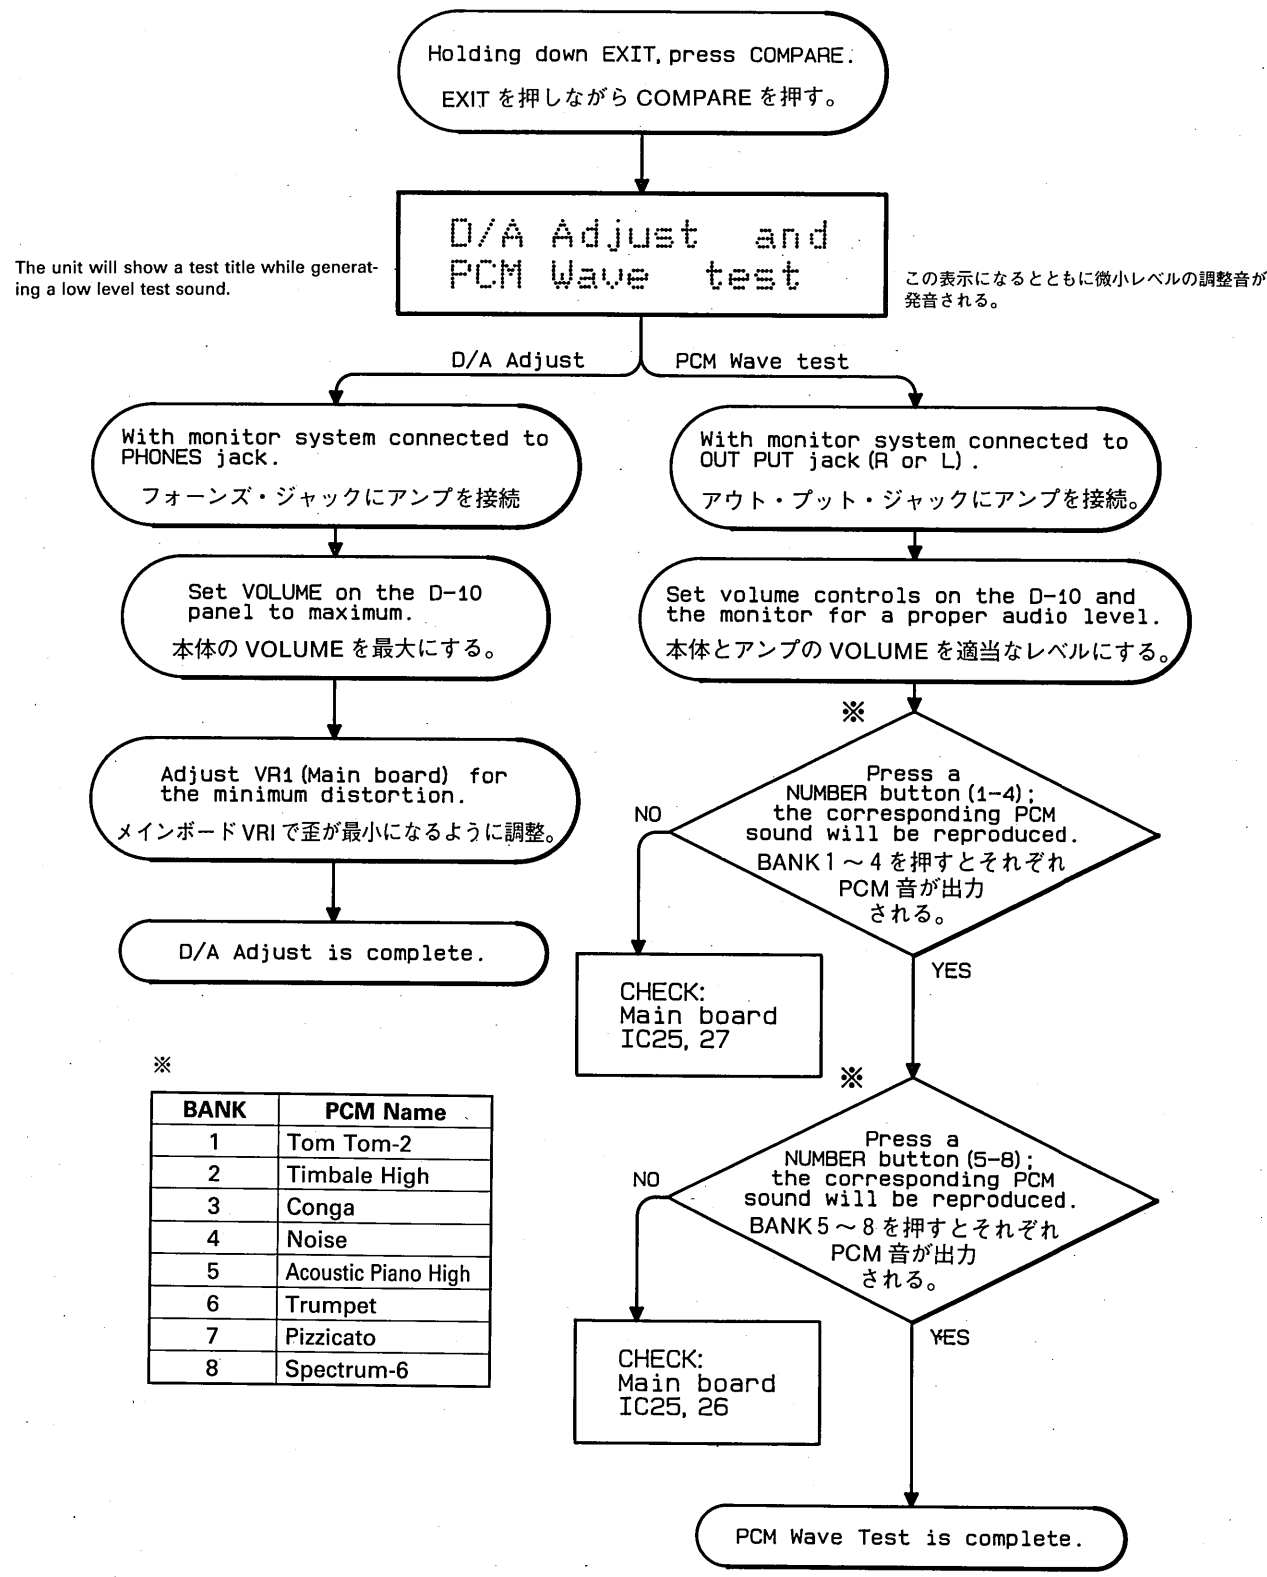 Holding down EXIT, press COMPARE.
EXIT を押しながら COMPARE を押す。
D/A Adjust and
PCM Wave test
The unit will show a test title while generat-
ing a low level test sound.
この表示になるとともに微小レベルの調整音が
発音される。
D/A Adjust
PCM Wave test
With monitor system connected to
PHONES jack.
フォーンズ・ジャックにアンプを接続
Set VOLUME on the D-10
panel to maximum.
本体の VOLUME を最大にする。
Adjust VR1 (Main board) for
the minimum distortion.
メインボード VRI で歪が最小になるように調整。
D/A Adjust is complete.
With monitor system connected to
OUT PUT jack (R or L).
アウト・プット・ジャックにアンプを接続。
Set volume controls on the D-10 and
the monitor for a proper audio level.
本体とアンプの VOLUME を適当なレベルにする。
※
Press a
NUMBER button (1-4);
the corresponding PCM
sound will be reproduced.
BANK 1 ～ 4 を押すとそれぞれ
PCM 音が出力
される。
NO
YES
CHECK:
Main board
IC25, 27
※
Press a
NUMBER button (5-8);
the corresponding PCM
sound will be reproduced.
BANK 5 ～ 8 を押すとそれぞれ
PCM 音が出力
される。
NO
YES
CHECK:
Main board
IC25, 26
PCM Wave Test is complete.
※
BANK PCM Name
1 Tom Tom-2
2 Timbale High
3 Conga
4 Noise
5 Acoustic Piano High
6 Trumpet
7 Pizzicato
8 Spectrum-6